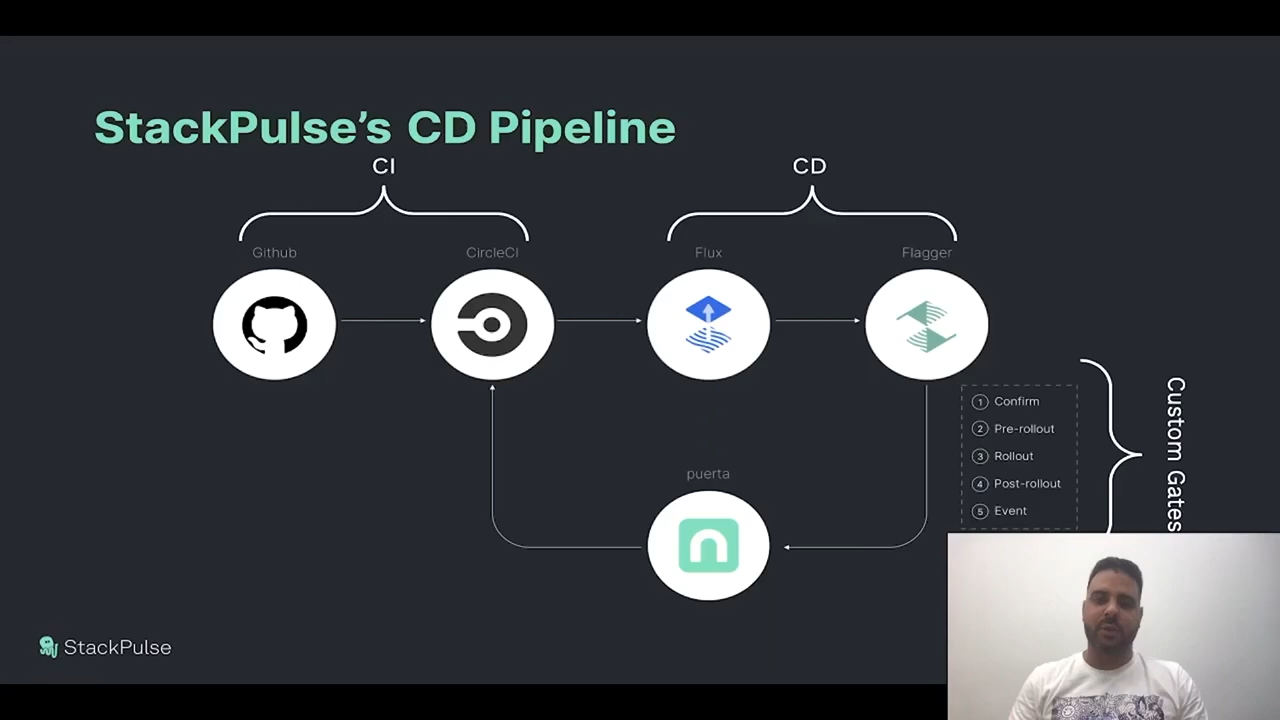 StackPulse's CD Pipeline
CI
CD
Github
CircleCI
Flux
Flagger
1 Confirm
2 Pre-rollout
3 Rollout
4 Post-rollout
5 Event
Custom Gates
puerta
StackPulse